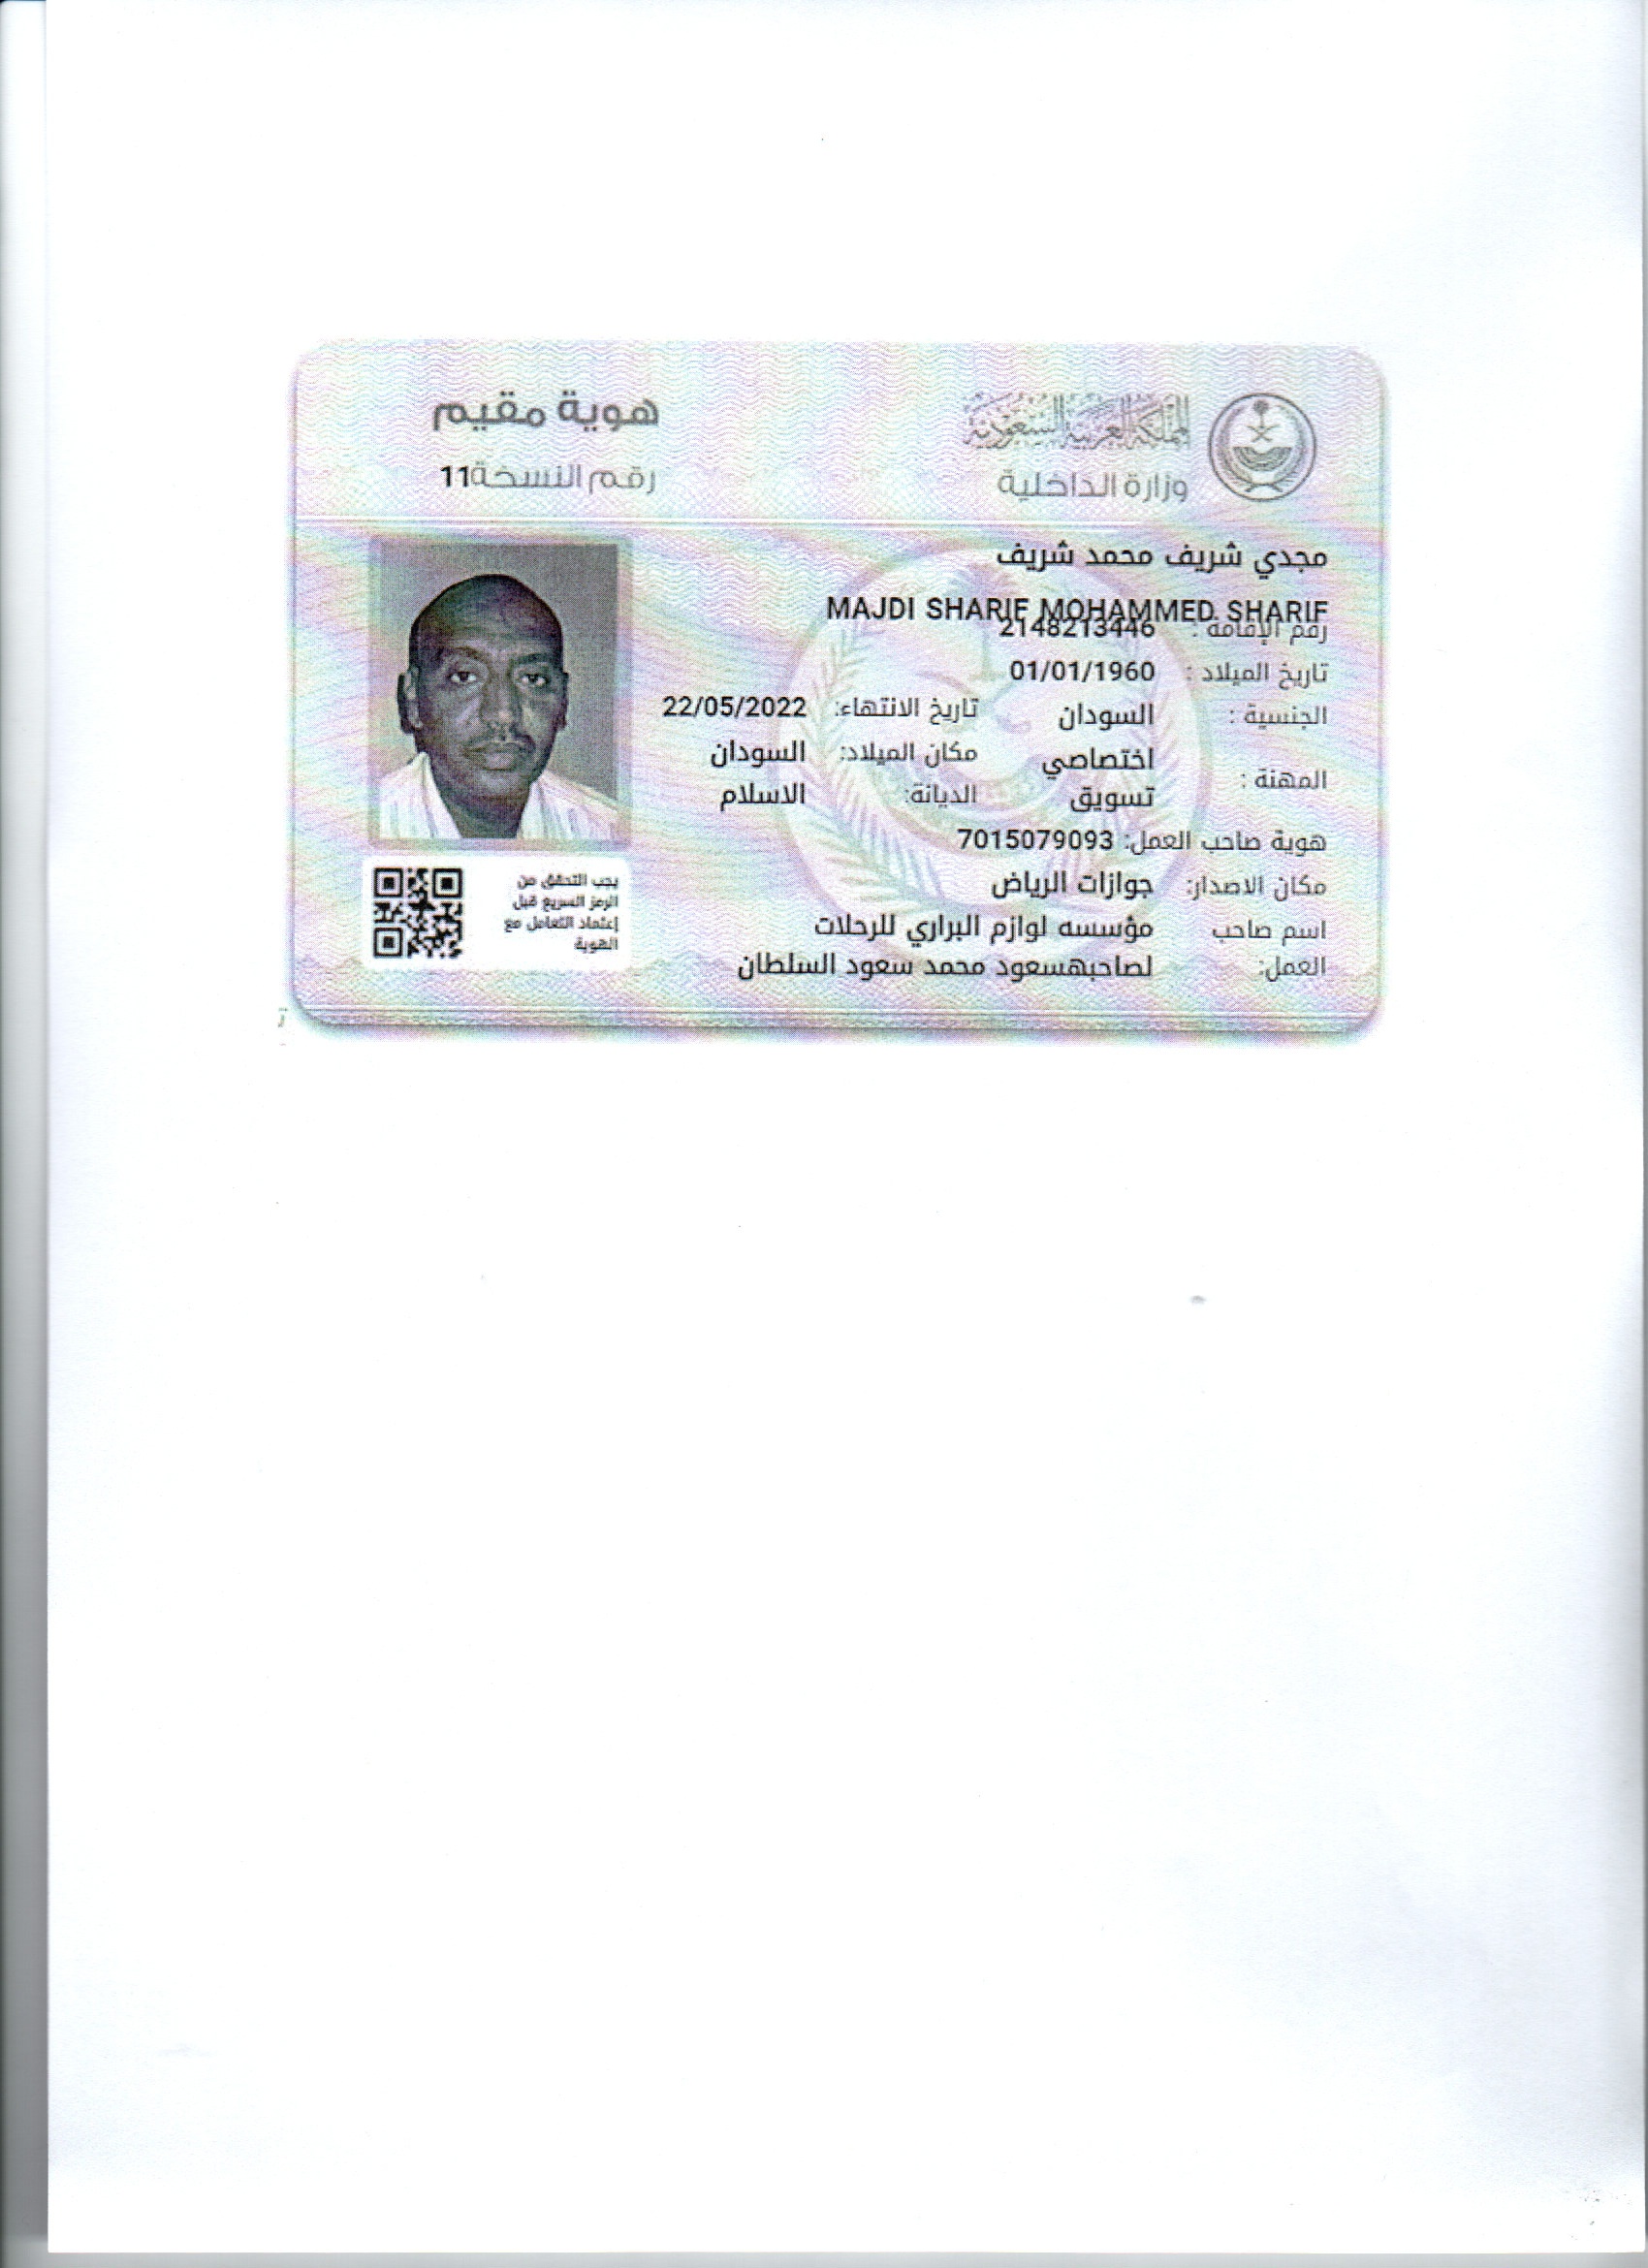 المملكة العربية السعودية
وزارة الداخلية
هوية مقيم
رقم النسخة11
مجدي شريف محمد شريف
MAJDI SHARIF MOHAMMED SHARIF
رقم الإقامة : 2148213446
تاريخ الميلاد : 01/01/1960
الجنسية : السودان تاريخ الانتهاء: 22/05/2022
المهنة : اختصاصي تسويق
مكان الميلاد: السودان
الديانة: الاسلام
هوية صاحب العمل: 7015079093
مكان الاصدار: جوازات الرياض
اسم صاحب العمل: مؤسسه لوازم البراري للرحلات
لصاحبهسعود محمد سعود السلطان
يجب التحقق من
الرمز السريع قبل
إعتماد التعامل مع
الهوية